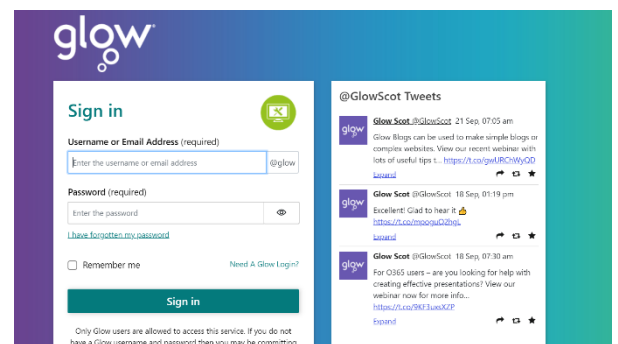 glow
Sign in
Username or Email Address (required)
Enter the username or email address
@glow
Password (required)
Enter the password
I have forgotten my password
Remember me
Need A Glow Login?
Sign in
Only Glow users are allowed to access this service. If you do not
have a Glow username and password then you may be committing
@GlowScot Tweets
glow
Glow Scot @GlowScot 21 Sep, 07:05 am
Glow Blogs can be used to make simple blogs or
complex websites. View our recent webinar with
lots of useful tips t... https://t.co/gwURChWyQD
Expand
glow
Glow Scot @GlowScot 18 Sep, 01:19 pm
Excellent! Glad to hear it 👍
https://t.co/mooguOZhgL
Expand
glow
Glow Scot @GlowScot 18 Sep, 07:30 am
For O365 users – are you looking for help with
creating effective presentations? View our
webinar now for more info...
https://t.co/9KF3uxsXZP
Expand